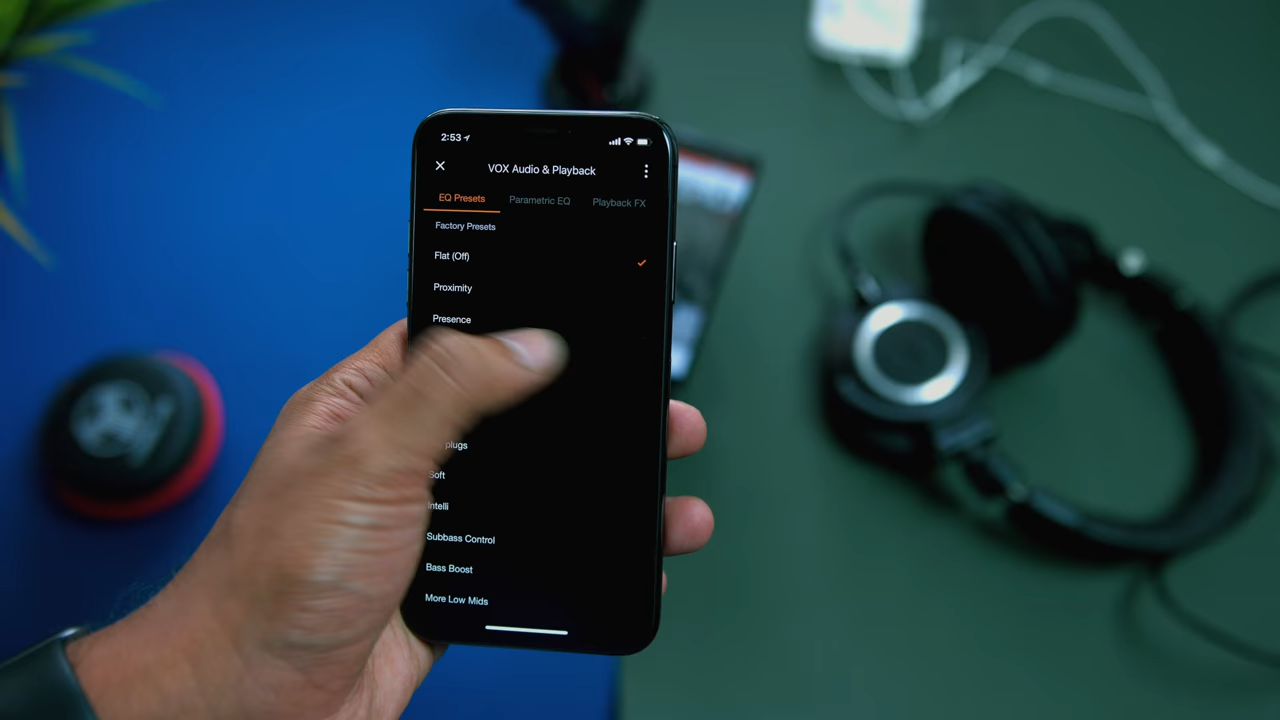 2:53
VOX Audio & Playback
EQ Presets Parametric EQ Playback FX
Factory Presets
Flat (Off)
Proximity
Presence
plugs
Soft
Intelli
Subbass Control
Bass Boost
More Low Mids